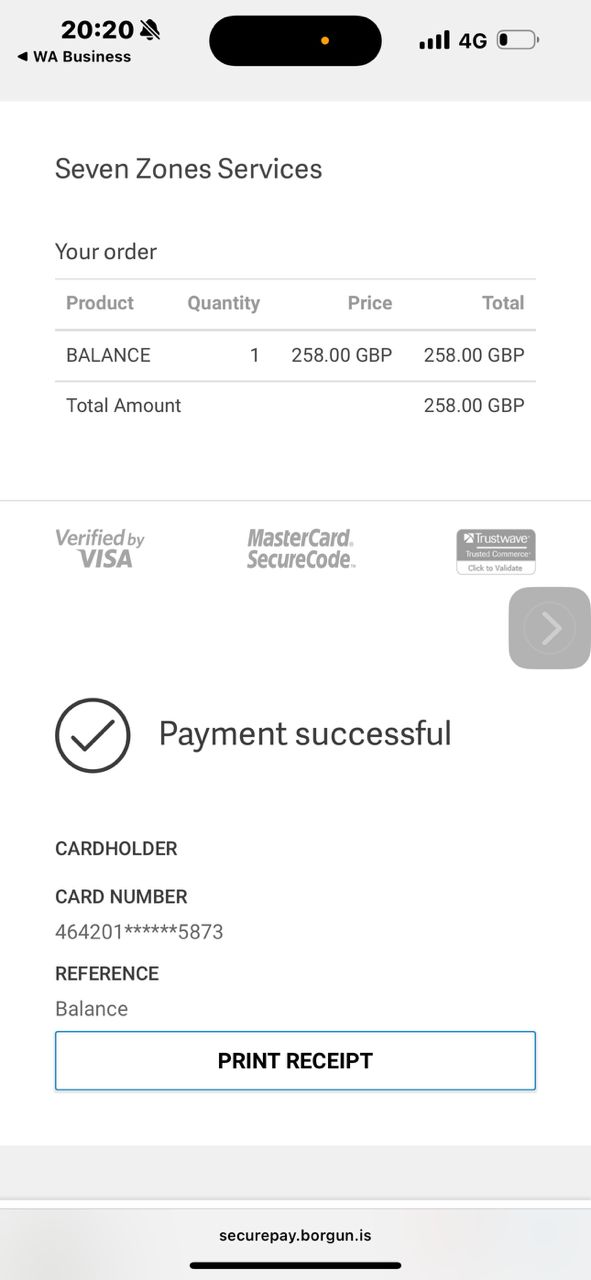 20:20
4G
◄ WA Business
Seven Zones Services
Your order
Product Quantity Price Total
BALANCE 1 258.00 GBP 258.00 GBP
Total Amount 258.00 GBP
Verified by
VISA
MasterCard.
SecureCode.
Trustwave
Trusted Commerce
Click to Validate
Payment successful
CARDHOLDER
CARD NUMBER
464201******5873
REFERENCE
Balance
PRINT RECEIPT
securepay.borgun.is